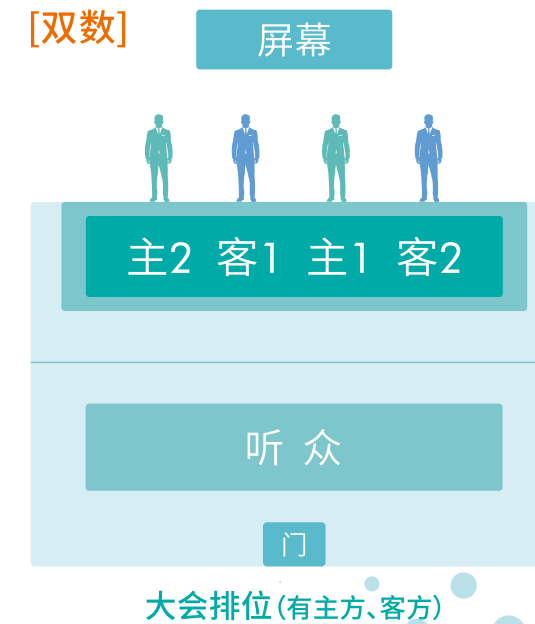 [双数]
屏幕
主2 客1 主1 客2
听 众
门
大会排位(有主方、客方)